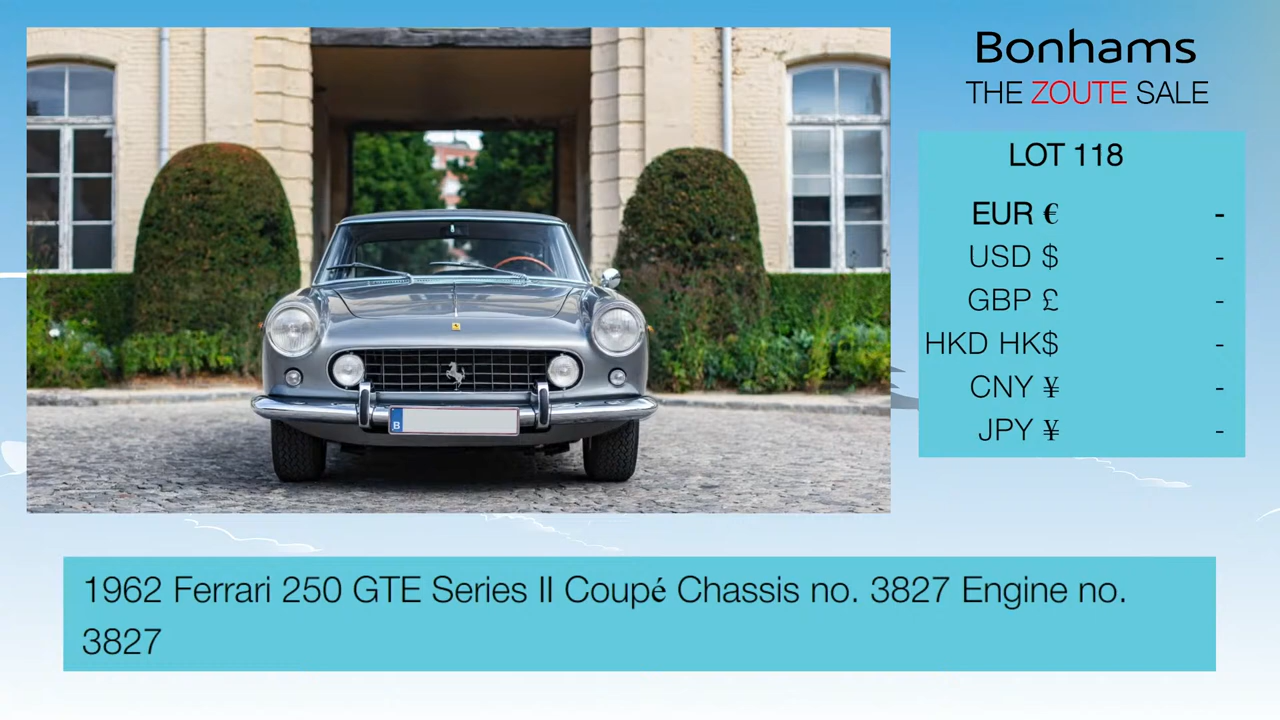 Bonhams
THE ZOUTE SALE
LOT 118
EUR € -
USD $ -
GBP £ -
HKD HK$ -
CNY ¥ -
JPY ¥ -
B
1962 Ferrari 250 GTE Series II Coupé Chassis no. 3827 Engine no.
3827